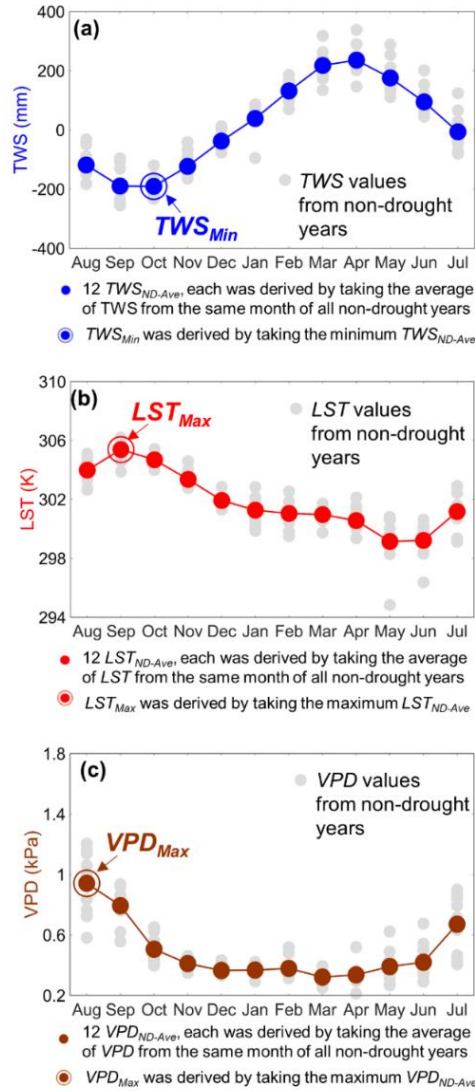 400
(a)
200
TWS (mm)
0
-200
-400
TWSMin
TWS values
from non-drought
years
Aug Sep Oct Nov Dec Jan Feb Mar Apr May Jun Jul
12 TWSND-Ave, each was derived by taking the average
of TWS from the same month of all non-drought years
TWSMin was derived by taking the minimum TWSND-Ave
310
(b)
306
LST (K)
302
298
294
LSTMax
LST values
from non-drought
years
Aug Sep Oct Nov Dec Jan Feb Mar Apr May Jun Jul
12 LSTND-Ave, each was derived by taking the average
of LST from the same month of all non-drought years
LSTMax was derived by taking the maximum LSTND-Ave
1.8
(c)
1.4
VPD (kPa)
1
0.6
0.2
VPDMax
VPD values
from non-drought
years
Aug Sep Oct Nov Dec Jan Feb Mar Apr May Jun Jul
12 VPDND-Ave, each was derived by taking the average
of VPD from the same month of all non-drought years
VPDMax was derived by taking the maximum VPDND-Ave